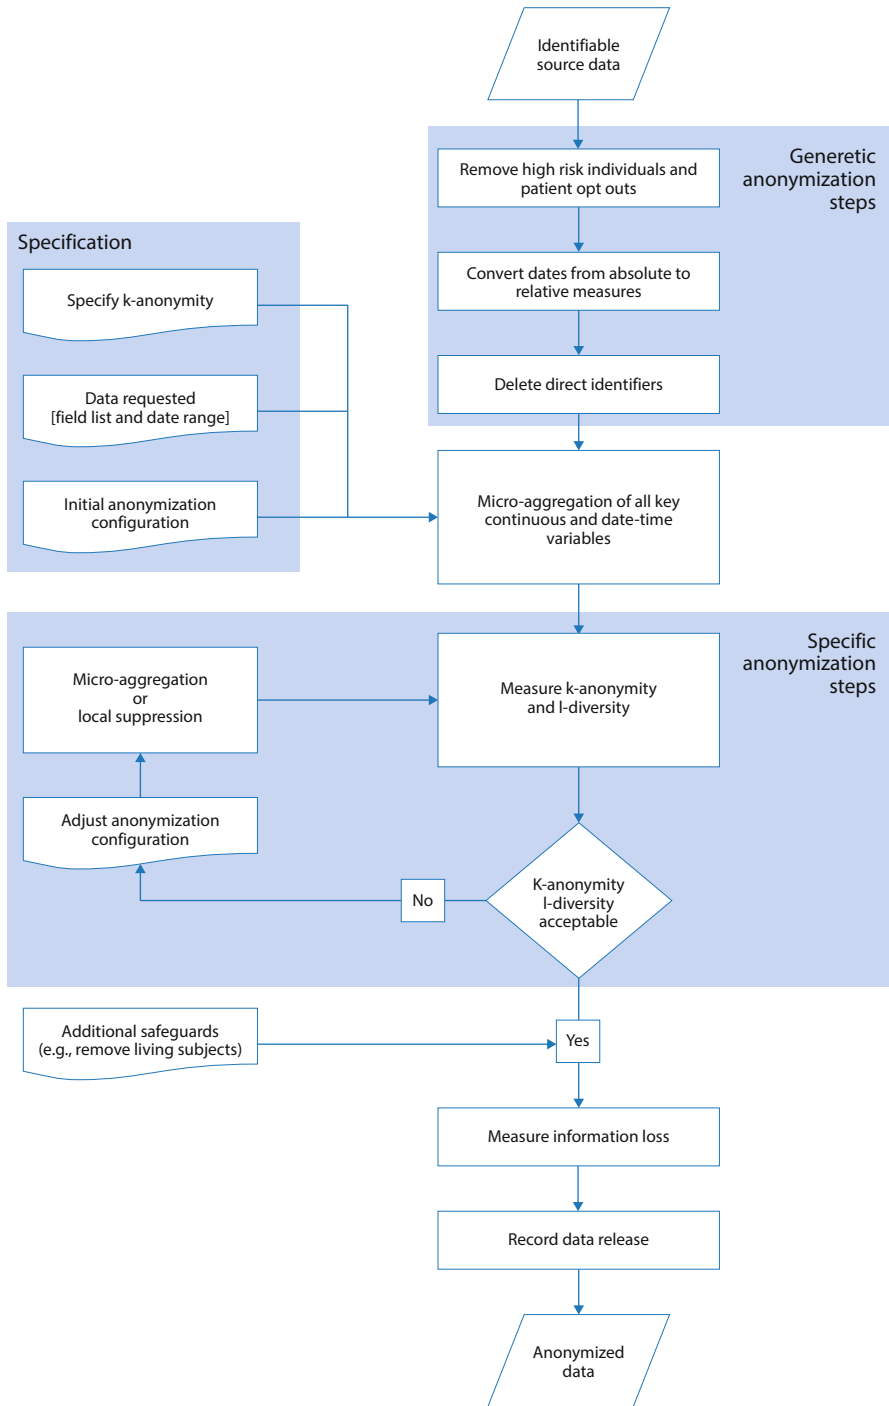 Identifiable
source data
Generetic
anonymization
steps
Remove high risk individuals and
patient opt outs
Convert dates from absolute to
relative measures
Delete direct identifiers
Specification
Specify k-anonymity
Data requested
[field list and date range]
Initial anonymization
configuration
Micro-aggregation of all key
continuous and date-time
variables
Specific
anonymization
steps
Micro-aggregation
or
local suppression
Measure k-anonymity
and l-diversity
Adjust anonymization
configuration
K-anonymity
l-diversity
acceptable
No
Additional safeguards
(e.g., remove living subjects)
Yes
Measure information loss
Record data release
Anonymized
data